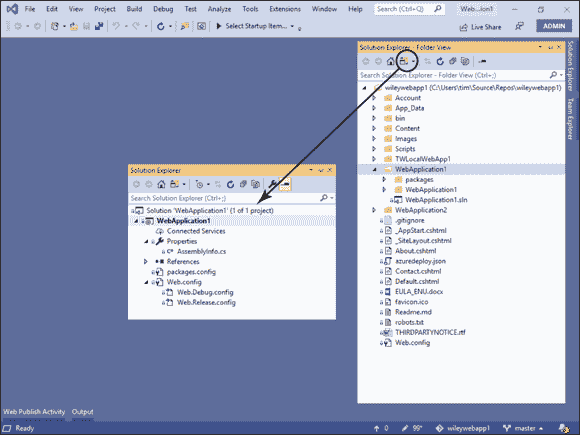 File Edit View Project Build Debug Team Tools Search (Ctrl+Q) Web...ion1
Test Analyze Tools Extensions Window Help
Select Startup Item...
Live Share ADMIN
Solution Explorer - Folder View
Search Solution Explorer - Folder View (Ctrl+;)
wileywebapp1 (C:\Users\tim\Source\Repos\wileywebapp1)
Account
App_Data
bin
Content
Images
Scripts
TWLocalWebApp1
WebApplication1
packages
WebApplication1
WebApplication1.sln
WebApplication2
.gitignore
_AppStart.cshtml
_SiteLayout.cshtml
About.cshtml
azuredeploy.json
Contact.cshtml
Default.cshtml
EULA_ENU.docx
favicon.ico
Readme.md
robots.txt
THIRDPARTYNOTICE.rtf
Web.config
Solution Explorer
Team Explorer
Solution Explorer
Search Solution Explorer (Ctrl+;)
Solution 'WebApplication1' (1 of 1 project)
WebApplication1
Connected Services
Properties
AssemblyInfo.cs
References
packages.config
Web.config
Web.Debug.config
Web.Release.config
Web Publish Activity Output
Ready 0 99+ wileywebapp1 master